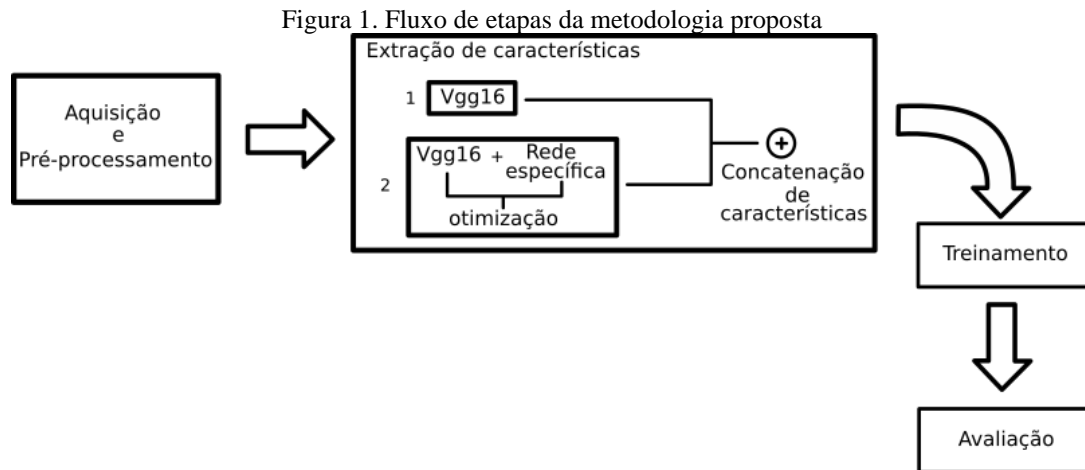 Figura 1. Fluxo de etapas da metodologia proposta
Aquisição
e
Pré-processamento
Extração de características
1 Vgg16
2 Vgg16 + Rede
específica
otimização
+
Concatenação
de
características
Treinamento
Avaliação